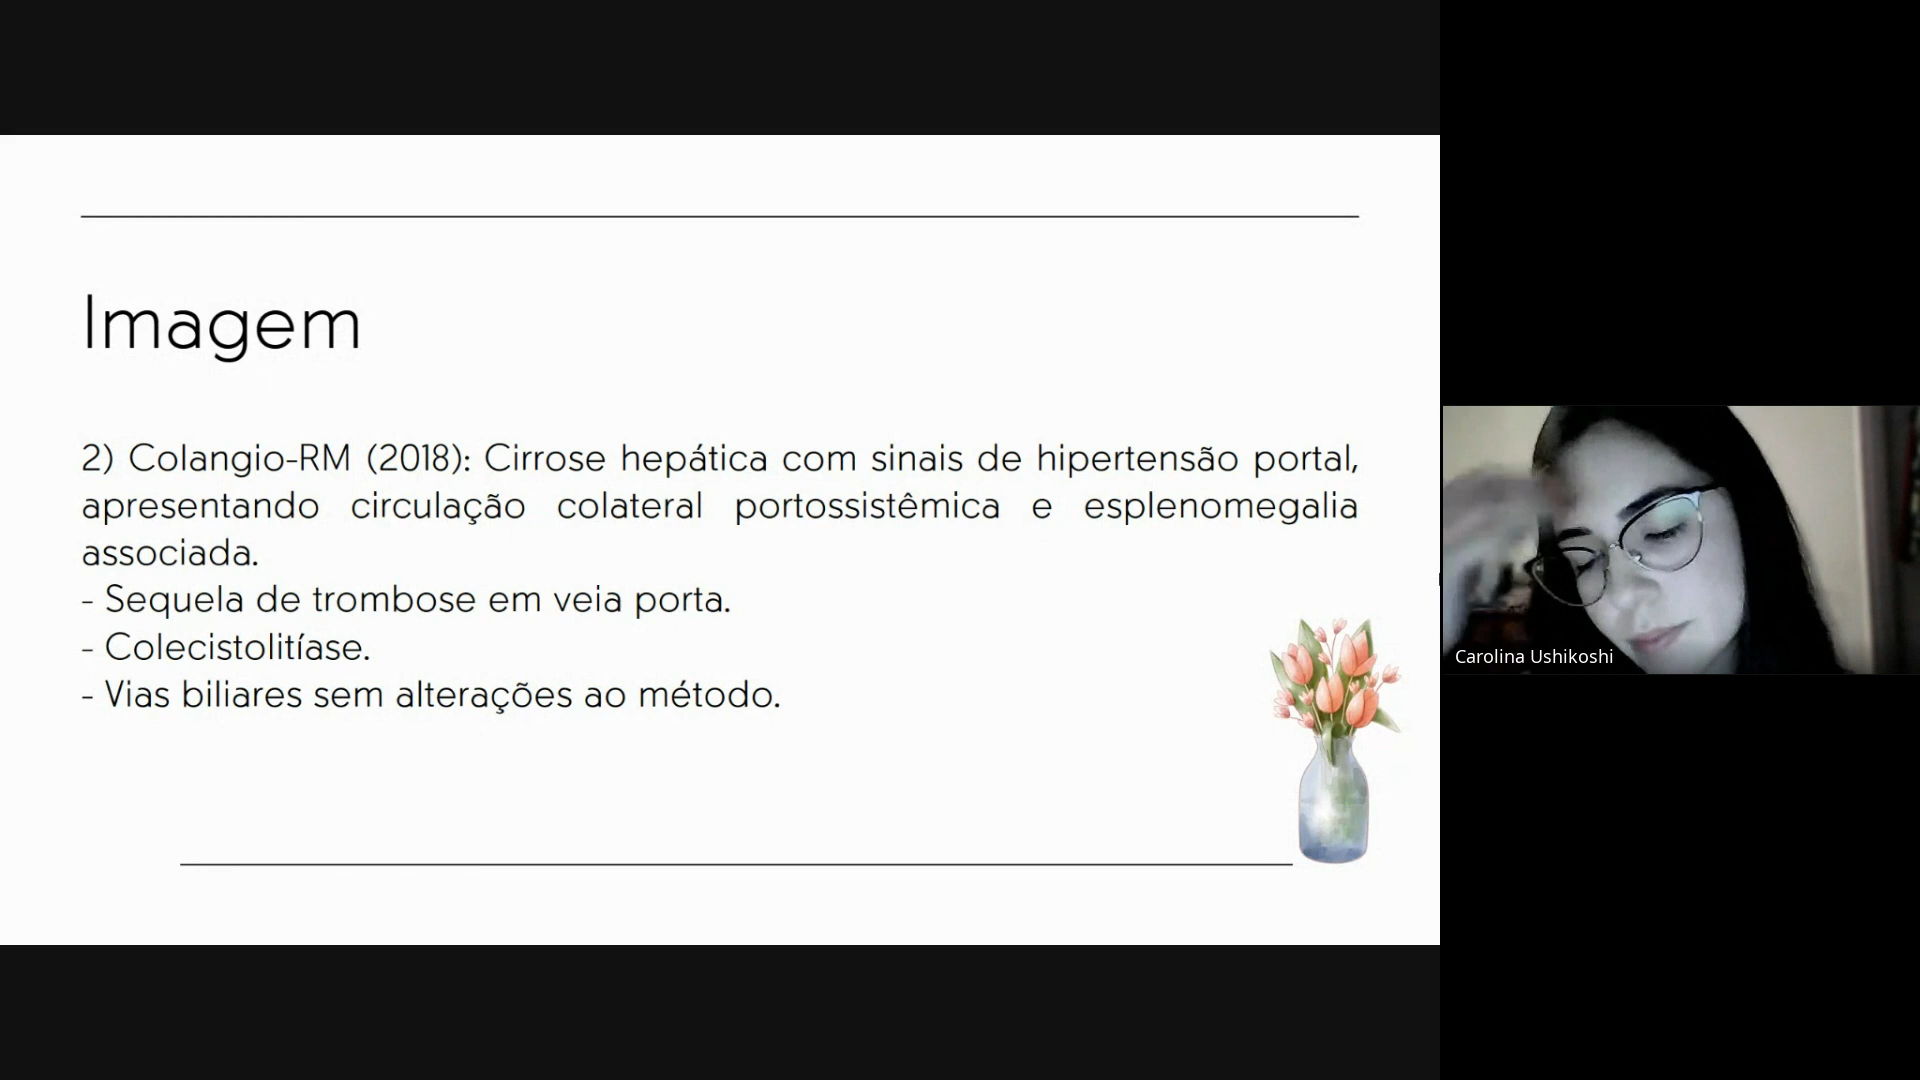 Imagem
2) Colangio-RM (2018): Cirrose hepática com sinais de hipertensão portal,
apresentando circulação colateral portossistêmica e esplenomegalia
associada.
- Sequela de trombose em veia porta.
- Colecistolitíase.
- Vias biliares sem alterações ao método.
Carolina Ushikoshi